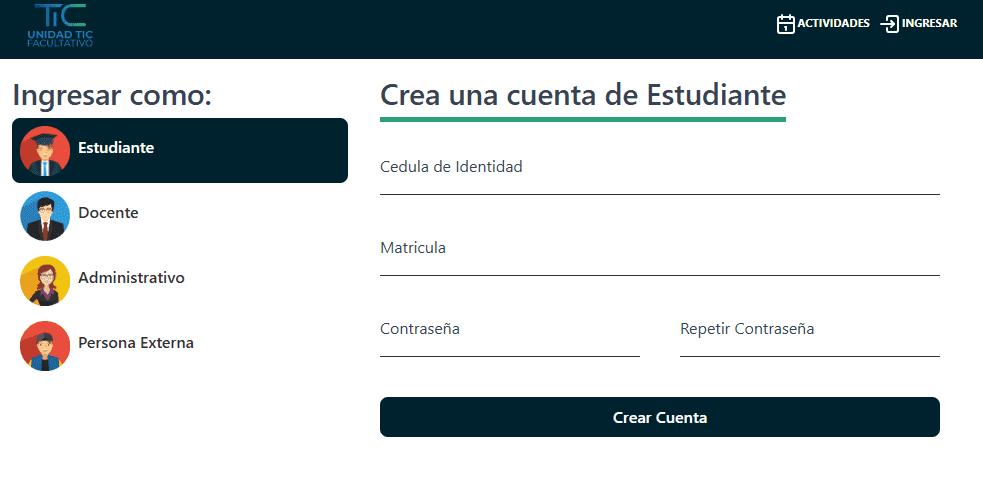 TIC
UNIDAD TIC
FACULTATIVO
1
ACTIVIDADES
INGRESAR
Ingresar como:
Estudiante
Docente
Administrativo
Persona Externa
Crea una cuenta de Estudiante
Cedula de Identidad
Matricula
Contraseña
Repetir Contraseña
Crear Cuenta